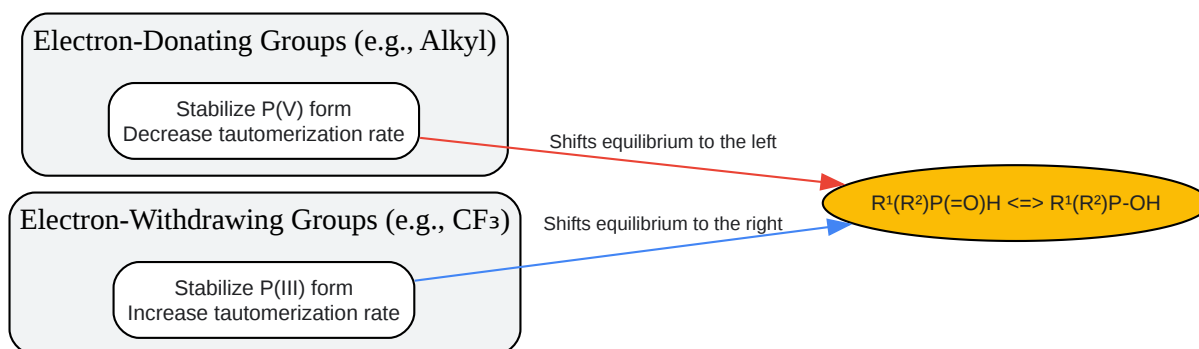 Electron-Donating Groups (e.g., Alkyl)
Stabilize P(V) form
Decrease tautomerization rate
Shifts equilibrium to the left
R¹(R²)P(=O)H <=> R¹(R²)P-OH
Electron-Withdrawing Groups (e.g., CF₃)
Shifts equilibrium to the right
Stabilize P(III) form
Increase tautomerization rate